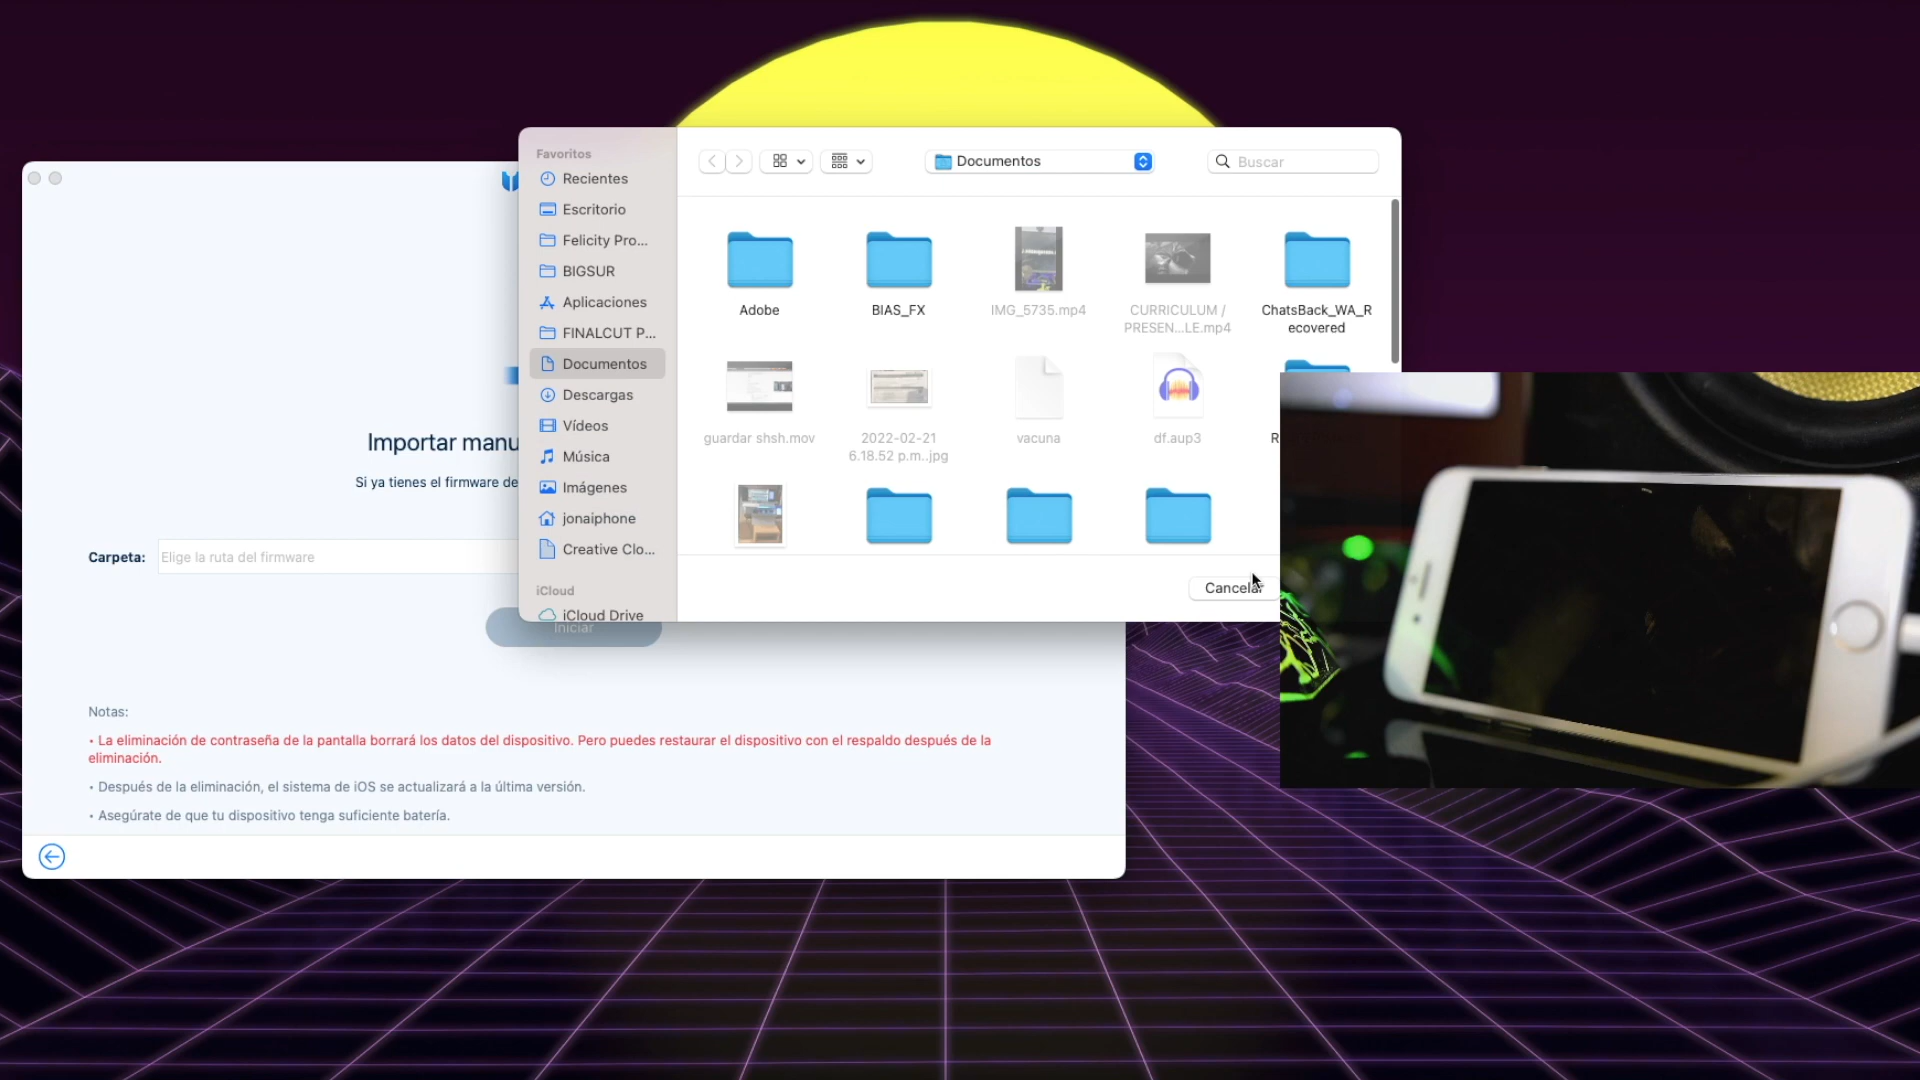 Favoritos
Recientes
Escritorio
Felicity Pro...
BIGSUR
Aplicaciones
FINALCUT P...
Documentos
Descargas
Vídeos
Música
Imágenes
jonaiphone
Creative Clo...
iCloud
iCloud Drive
Documentos
Buscar
Adobe
BIAS_FX
IMG_5735.mp4
CURRICULUM /
PRESEN...LE.mp4
ChatsBack_WA_R
ecovered
guardar shsh.mov
2022-02-21
6.18.52 p.m..jpg
vacuna
df.aup3
Cancelar
Importar manu
Si ya tienes el firmware de
Carpeta:
Elige la ruta del firmware
Iniciar
Notas:
• La eliminación de contraseña de la pantalla borrará los datos del dispositivo. Pero puedes restaurar el dispositivo con el respaldo después de la
eliminación.
• Después de la eliminación, el sistema de iOS se actualizará a la última versión.
• Asegúrate de que tu dispositivo tenga suficiente batería.